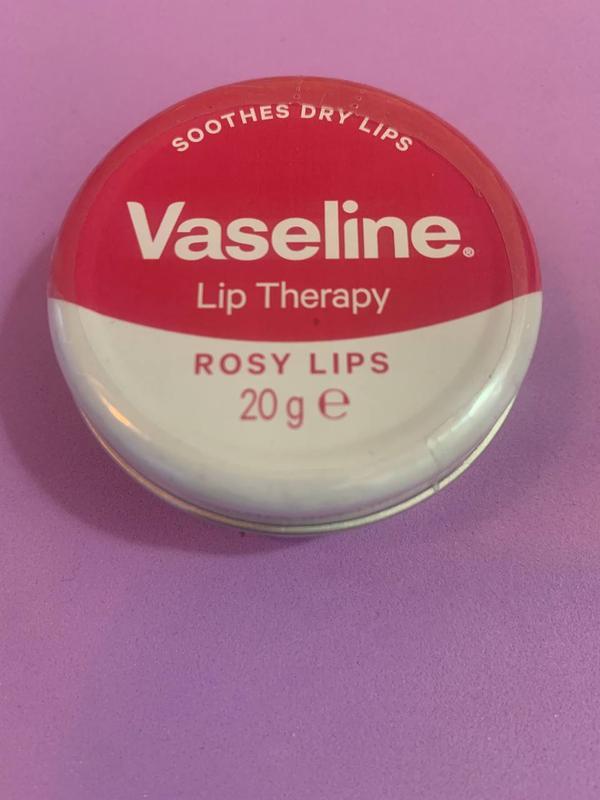 SOOTHES DRY LIPS
Vaseline®
Lip Therapy
ROSY LIPS
20 g ℮